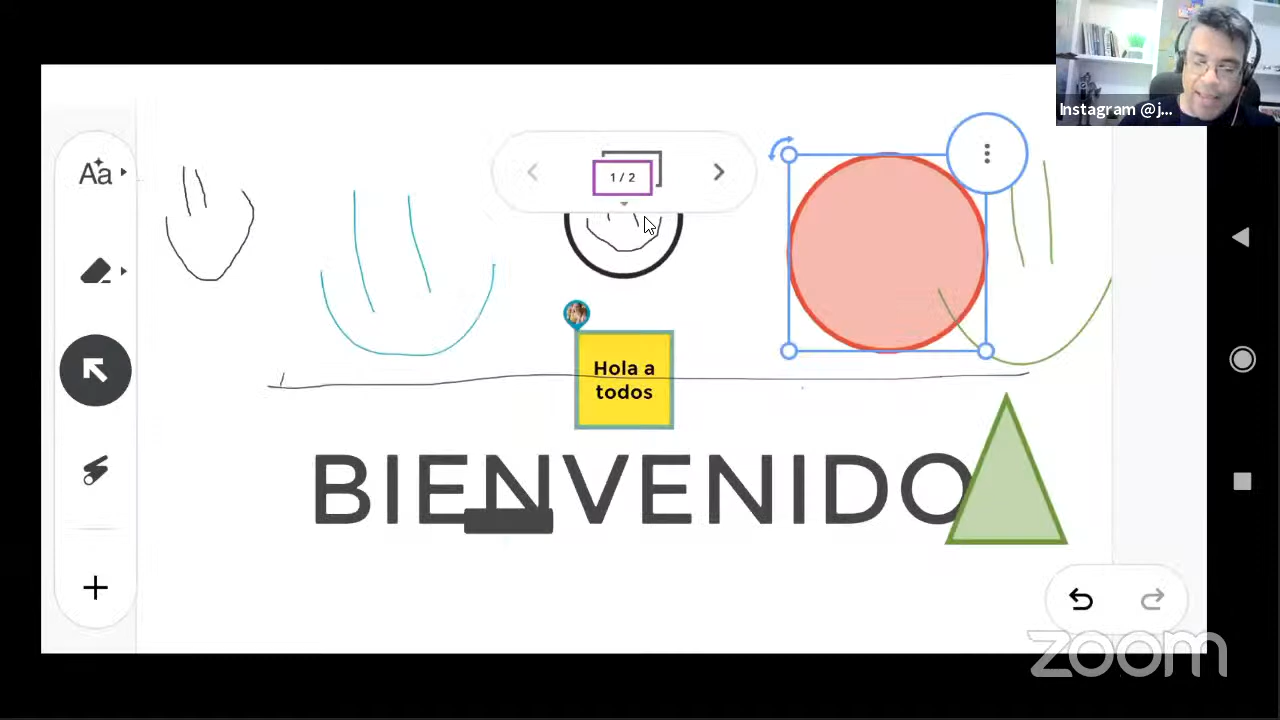 Instagram @j...
Aa
1 / 2
Hola a
todos
BIENVENIDO
zoom